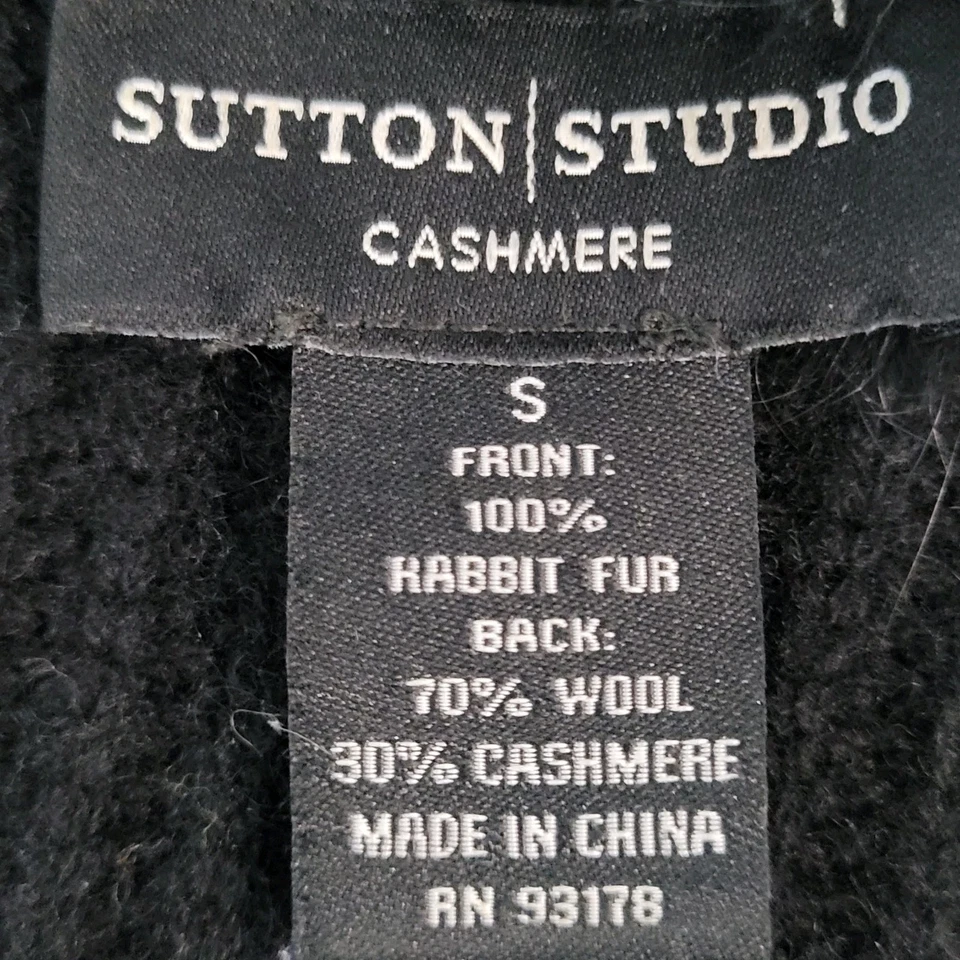 SUTTON|STUDIO
CASHMERE
S
FRONT:
100%
RABBIT FUR
BACK:
70% WOOL
30% CASHMERE
MADE IN CHINA
RN 93178